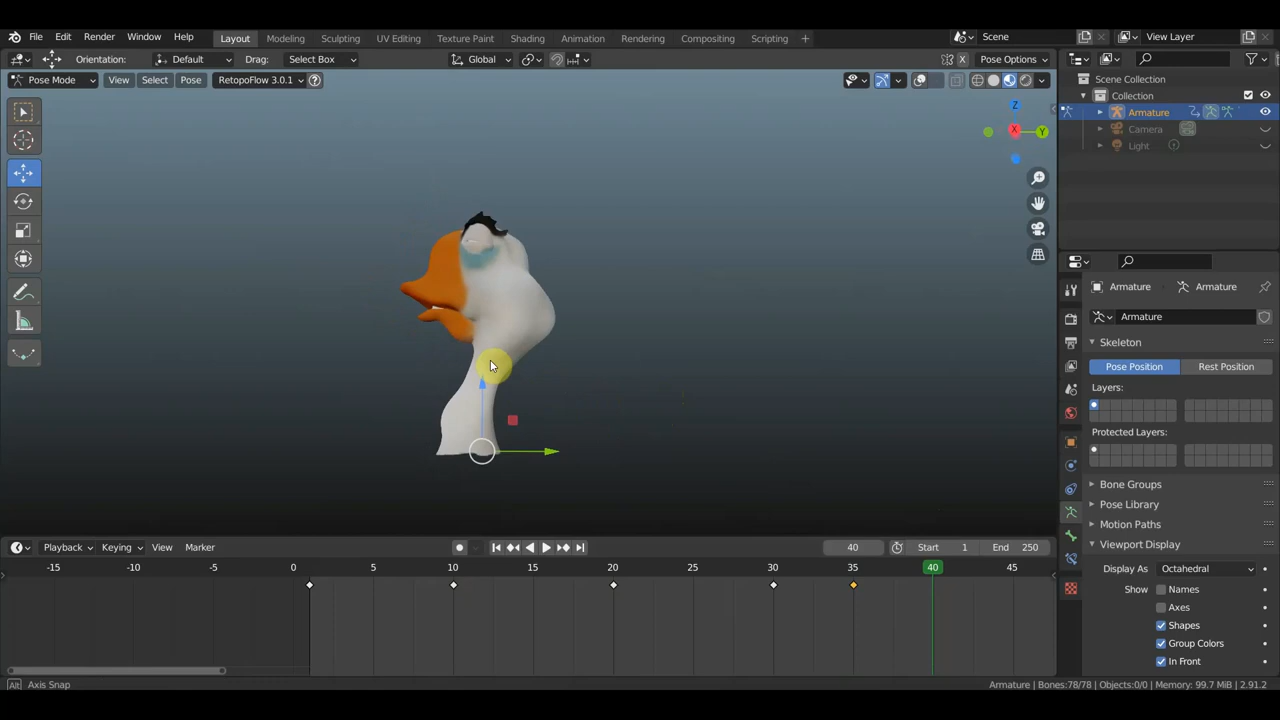 File Edit Render Window Help Layout Modeling Sculpting UV Editing Texture Paint Shading Animation Rendering Compositing Scripting + Scene View Layer
Orientation: Default Drag: Select Box Global X Pose Options
Pose Mode View Select Pose RetopoFlow 3.0.1 ?
Scene Collection
Collection
Armature
Camera
Light
Z
X
Y
Armature Armature
Armature
Skeleton
Pose Position Rest Position
Layers:
Protected Layers:
Bone Groups
Pose Library
Motion Paths
Viewport Display
Display As Octahedral
Show Names
Axes
Shapes
Group Colors
In Front
Playback Keying View Marker 40 Start 1 End 250
-15 -10 -5 0 5 10 15 20 25 30 35 40 45
Alt Axis Snap Armature | Bones:78/78 | Objects:0/0 | Memory: 99.7 MiB | 2.91.2